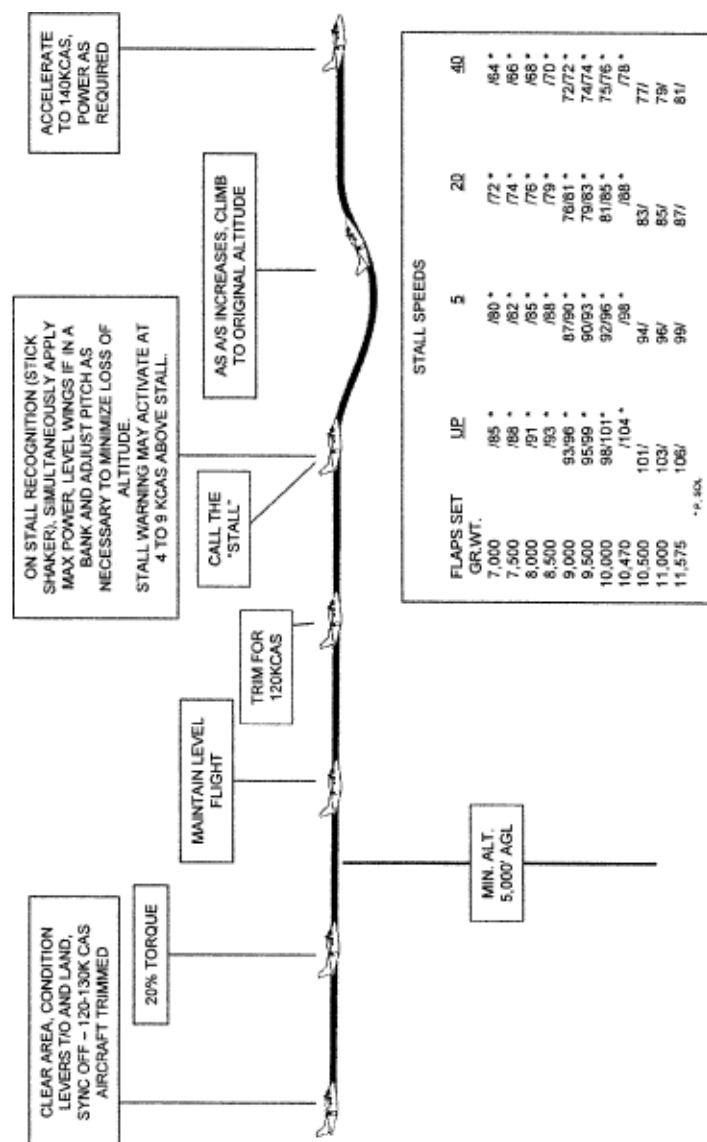 CLEAR AREA, CONDITION
LEVERS T/O AND LAND,
SYNC OFF – 120-130K CAS
AIRCRAFT TRIMMED
20% TORQUE
MAINTAIN LEVEL
FLIGHT
MIN. ALT.
5,000' AGL
TRIM FOR
120KCAS
ON STALL RECOGNITION (STICK
SHAKER), SIMULTANEOUSLY APPLY
MAX POWER, LEVEL WINGS IF IN A
BANK AND ADJUST PITCH AS
NECESSARY TO MINIMIZE LOSS OF
ALTITUDE.
STALL WARNING MAY ACTIVATE AT
4 TO 9 KCAS ABOVE STALL.
CALL THE
"STALL"
AS A/S INCREASES, CLIMB
TO ORIGINAL ALTITUDE
ACCELERATE
TO 140KCAS,
POWER AS
REQUIRED
STALL SPEEDS
FLAPS SET UP 5 20 40
GR.WT.
7,000 /85 * /80 * /72 * /64 *
7,500 /88 * /82 * /74 * /66 *
8,000 /91 * /85 * /76 * /68 *
8,500 /93 * /88 * /79 * /70 *
9,000 93/96 * 87/90 * 76/81 * 72/72 *
9,500 95/99 * 90/93 * 79/83 * 74/74 *
10,000 98/101* 92/96 * 81/85 * 75/76 *
10,470 /104 * /98 * /88 * /78 *
10,500 101/ 94/ 83/ 77/
11,000 103/ 96/ 85/ 79/
11,575 106/ 99/ 87/ 81/